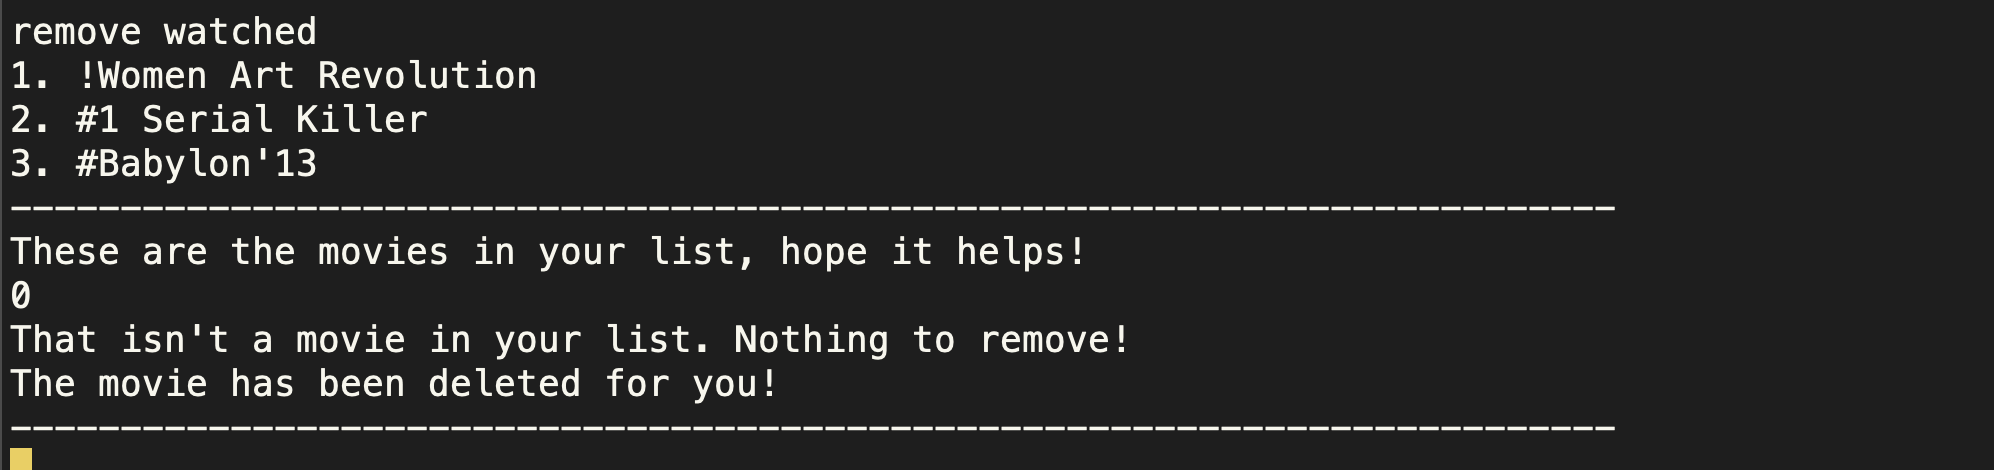 remove watched
1. !Women Art Revolution
2. #1 Serial Killer
3. #Babylon'13
-------------------------------------------------------------------------
These are the movies in your list, hope it helps!
0
That isn't a movie in your list. Nothing to remove!
The movie has been deleted for you!
-------------------------------------------------------------------------